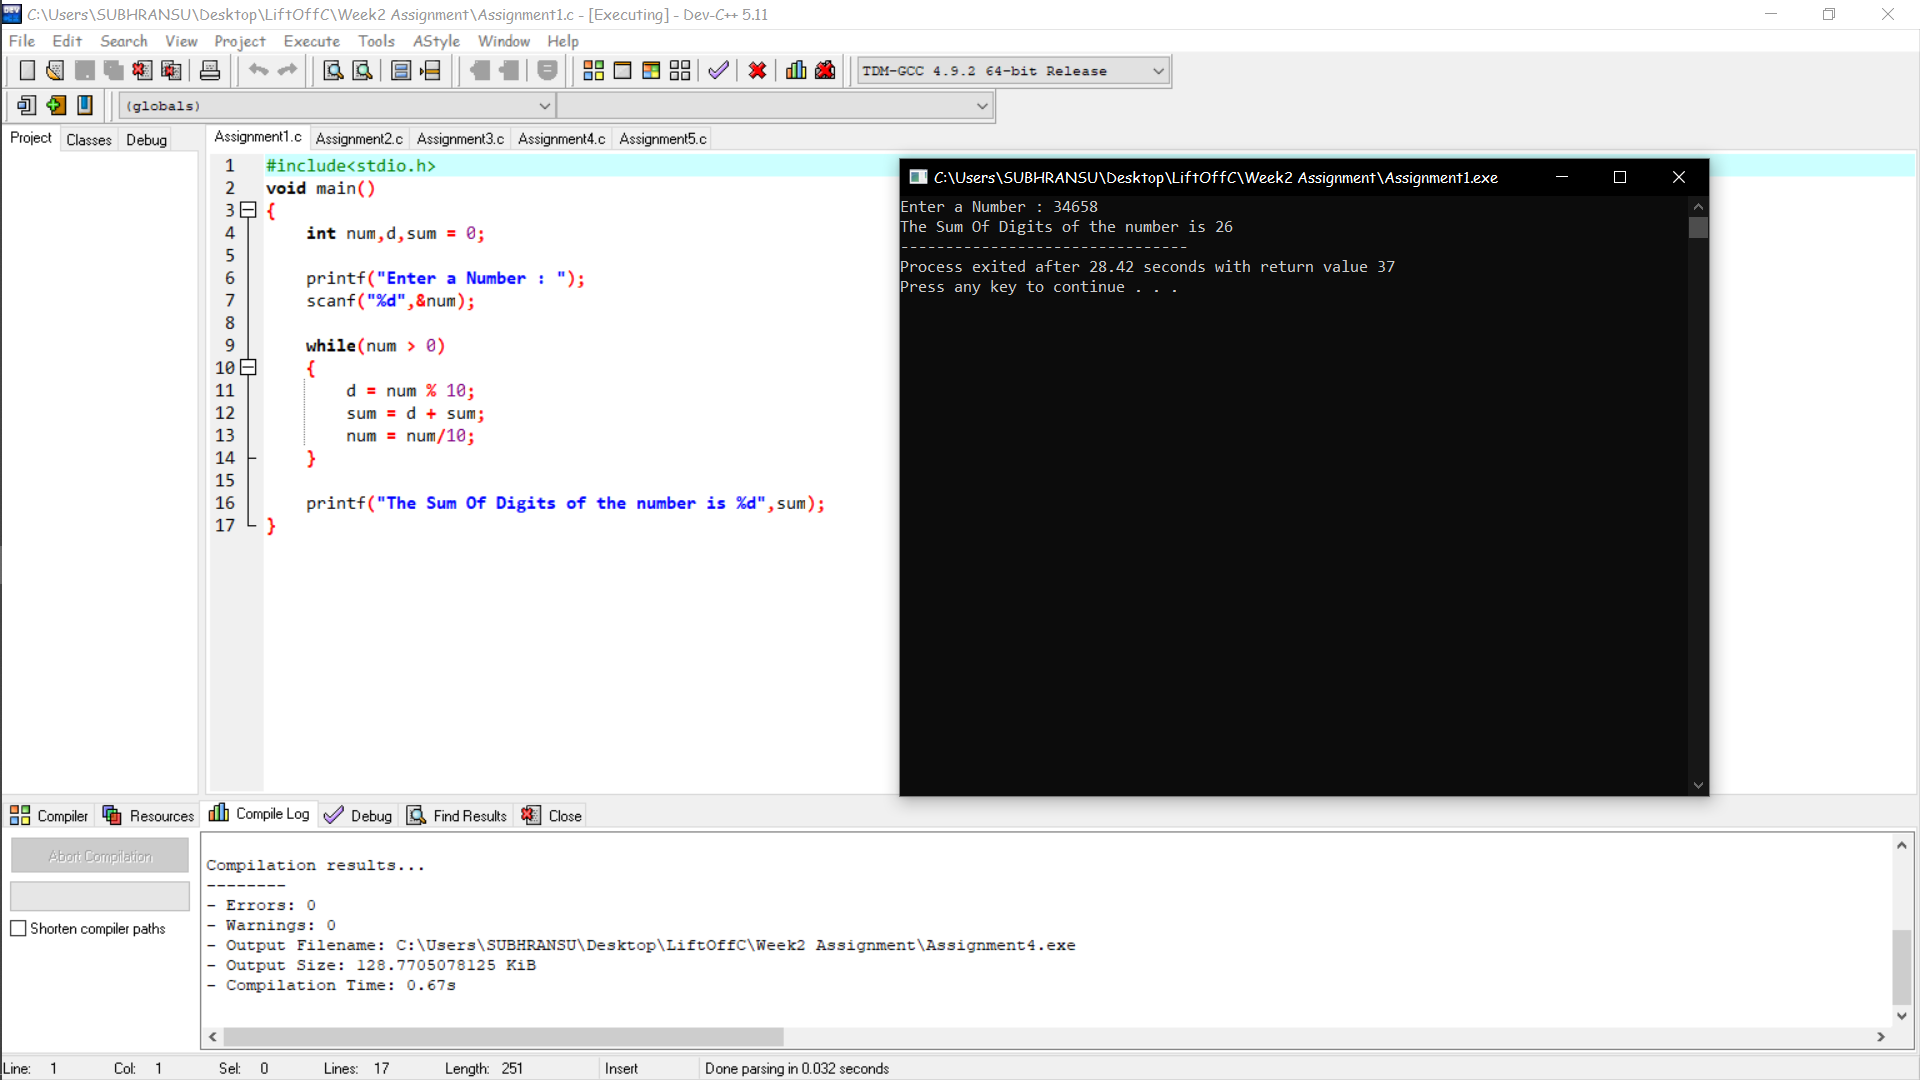 C:\Users\SUBHRANSU\Desktop\LiftOffC\Week2 Assignment\Assignment1.c - [Executing] - Dev-C++ 5.11
File Edit Search View Project Execute Tools AStyle Window Help
TDM-GCC 4.9.2 64-bit Release
(globals)
Project Classes Debug
Assignment1.c Assignment2.c Assignment3.c Assignment4.c Assignment5.c
1 #include<stdio.h>
2 void main()
3 {
4 int num,d,sum = 0;
5
6 printf("Enter a Number : ");
7 scanf("%d",&num);
8
9 while(num > 0)
10 {
11 d = num % 10;
12 sum = d + sum;
13 num = num/10;
14 }
15
16 printf("The Sum Of Digits of the number is %d",sum);
17 }
C:\Users\SUBHRANSU\Desktop\LiftOffC\Week2 Assignment\Assignment1.exe
Enter a Number : 34658
The Sum Of Digits of the number is 26
--------------------------------
Process exited after 28.42 seconds with return value 37
Press any key to continue . . .
Compiler Resources Compile Log Debug Find Results Close
Abort Compilation
Shorten compiler paths
Compilation results...
--------
- Errors: 0
- Warnings: 0
- Output Filename: C:\Users\SUBHRANSU\Desktop\LiftOffC\Week2 Assignment\Assignment4.exe
- Output Size: 128.7705078125 KiB
- Compilation Time: 0.67s
Line: 1 Col: 1 Sel: 0 Lines: 17 Length: 251 Insert Done parsing in 0.032 seconds